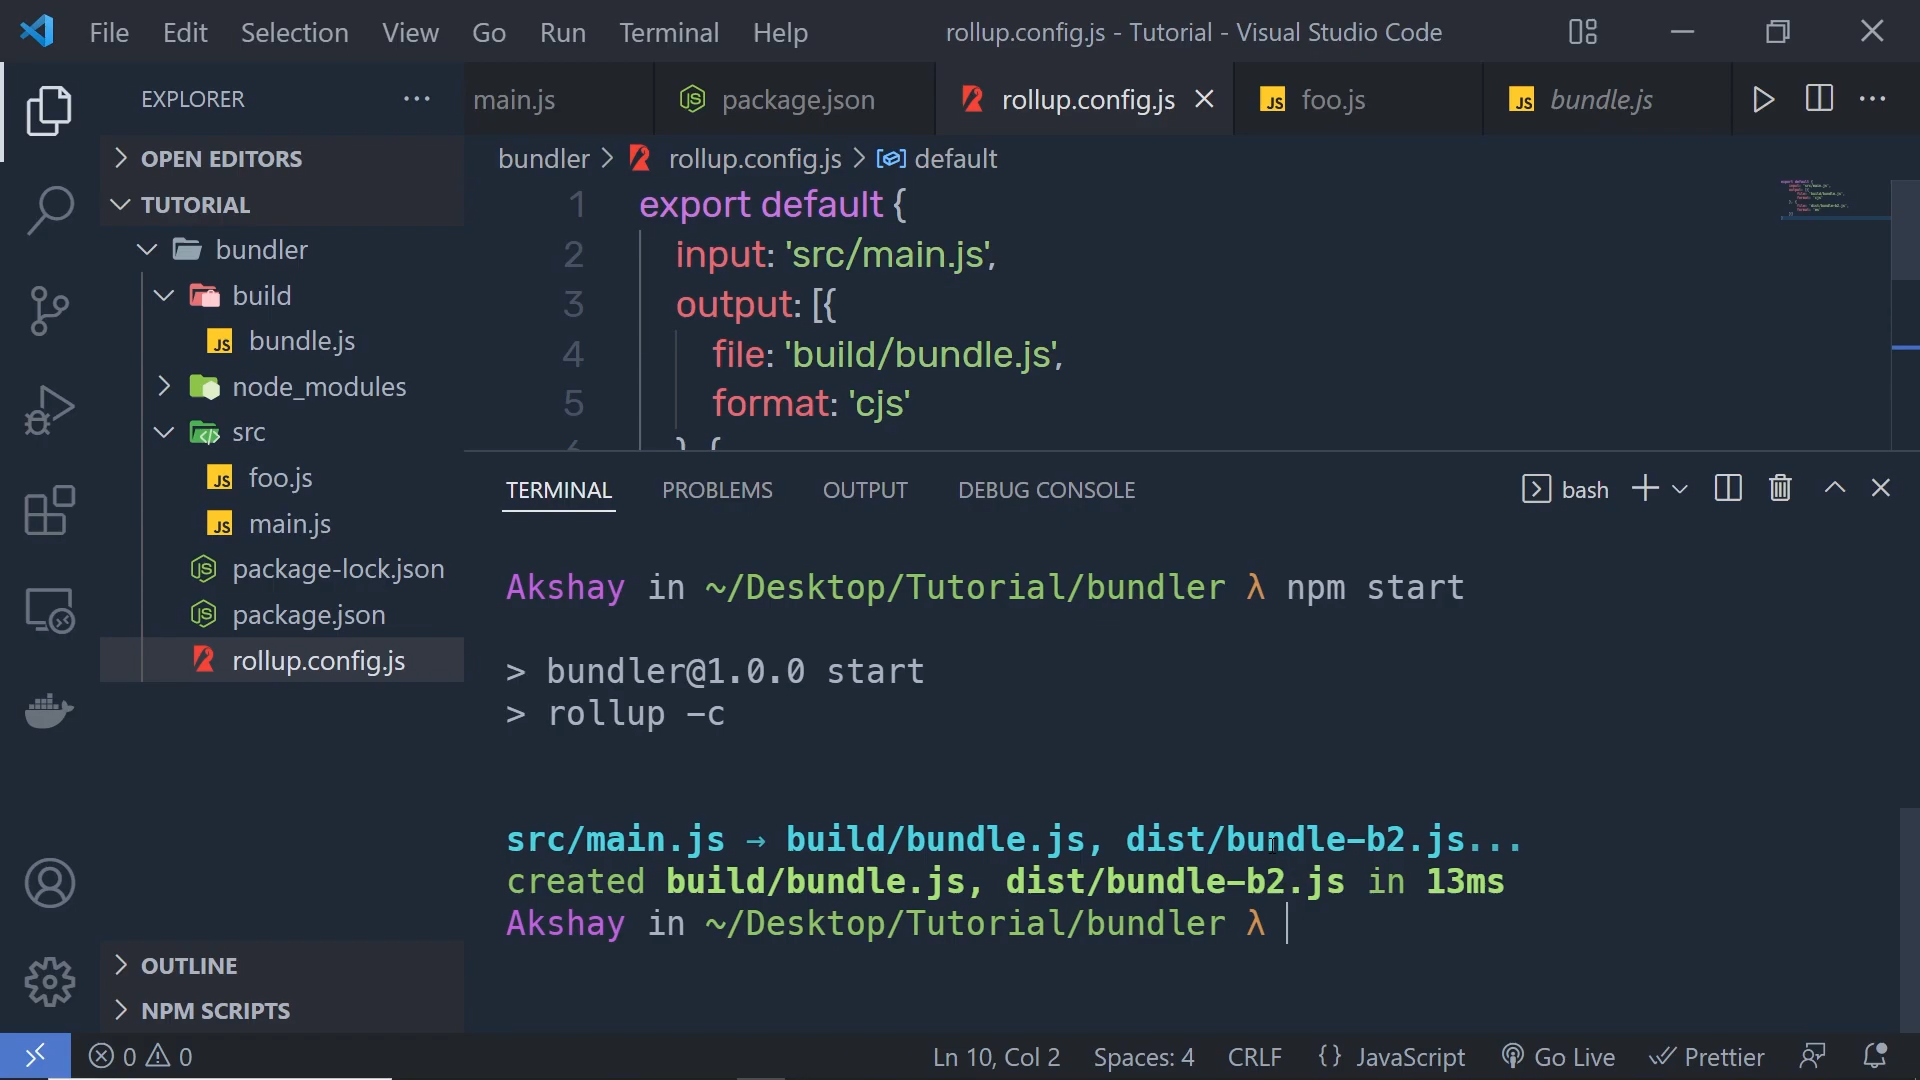 File Edit Selection View Go Run Terminal Help rollup.config.js - Tutorial - Visual Studio Code
EXPLORER
OPEN EDITORS
TUTORIAL
bundler
build
JS bundle.js
node_modules
src
JS foo.js
JS main.js
package-lock.json
package.json
rollup.config.js
OUTLINE
NPM SCRIPTS
main.js package.json rollup.config.js JS foo.js JS bundle.js
bundler > rollup.config.js > default
1 export default {
2 input: 'src/main.js',
3 output: [{
4 file: 'build/bundle.js',
5 format: 'cjs'
TERMINAL PROBLEMS OUTPUT DEBUG CONSOLE bash
Akshay in ~/Desktop/Tutorial/bundler λ npm start
> bundler@1.0.0 start
> rollup -c
src/main.js → build/bundle.js, dist/bundle-b2.js...
created build/bundle.js, dist/bundle-b2.js in 13ms
Akshay in ~/Desktop/Tutorial/bundler λ
0 0 Ln 10, Col 2 Spaces: 4 CRLF {} JavaScript Go Live Prettier